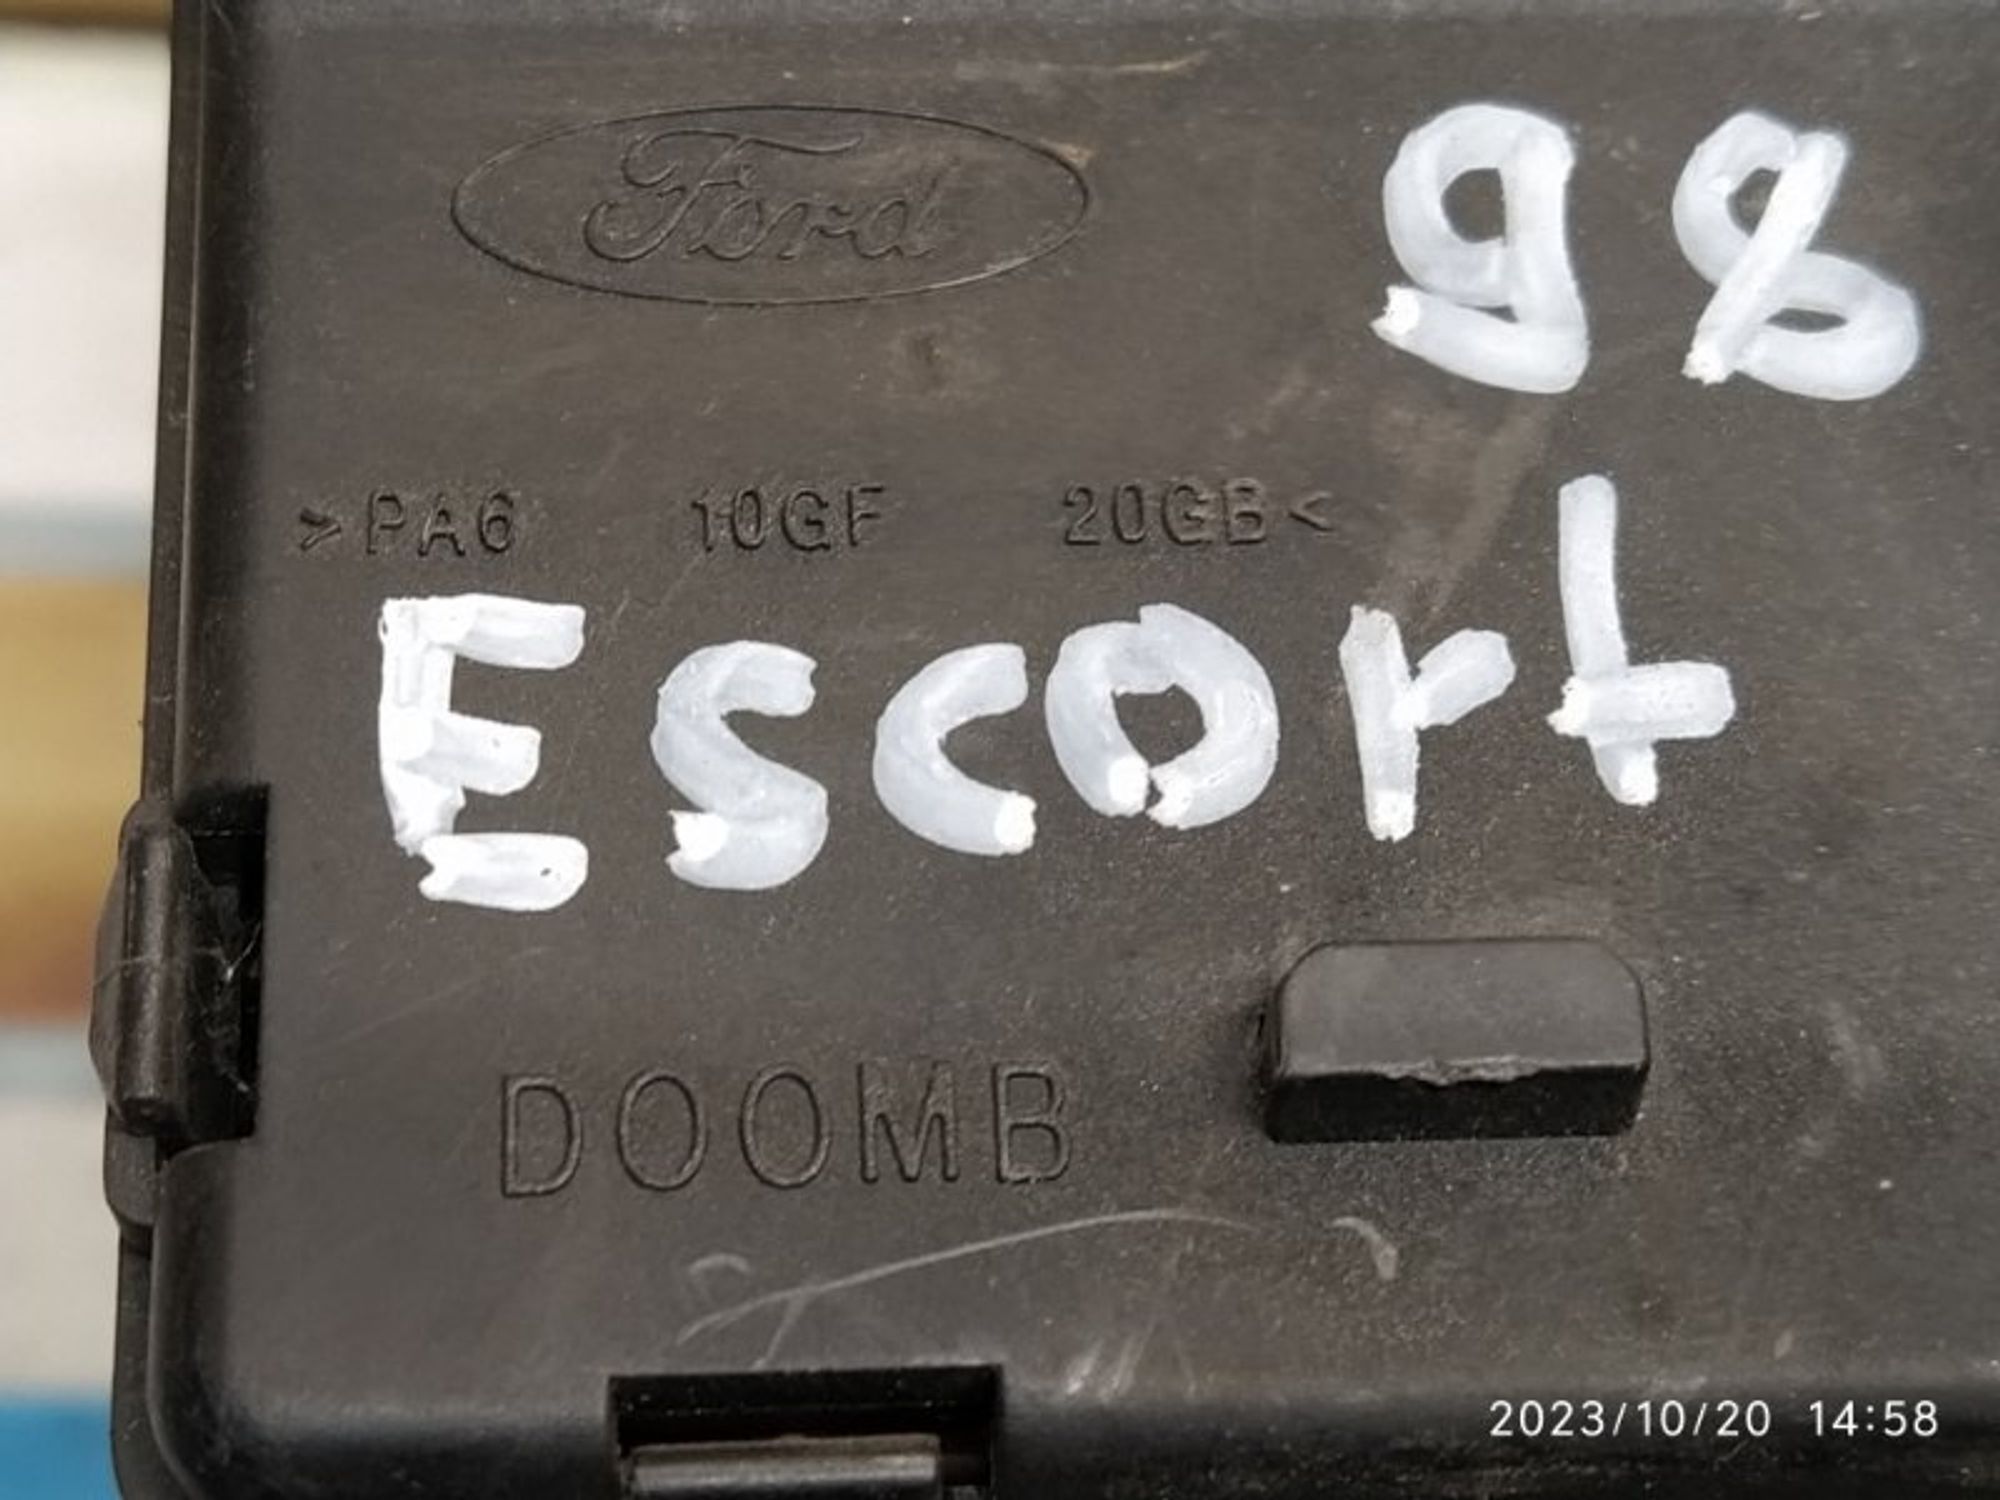 Ford 98
>PA6 10GF 20GB<
Escort
DOOMB
2023/10/20 14:58